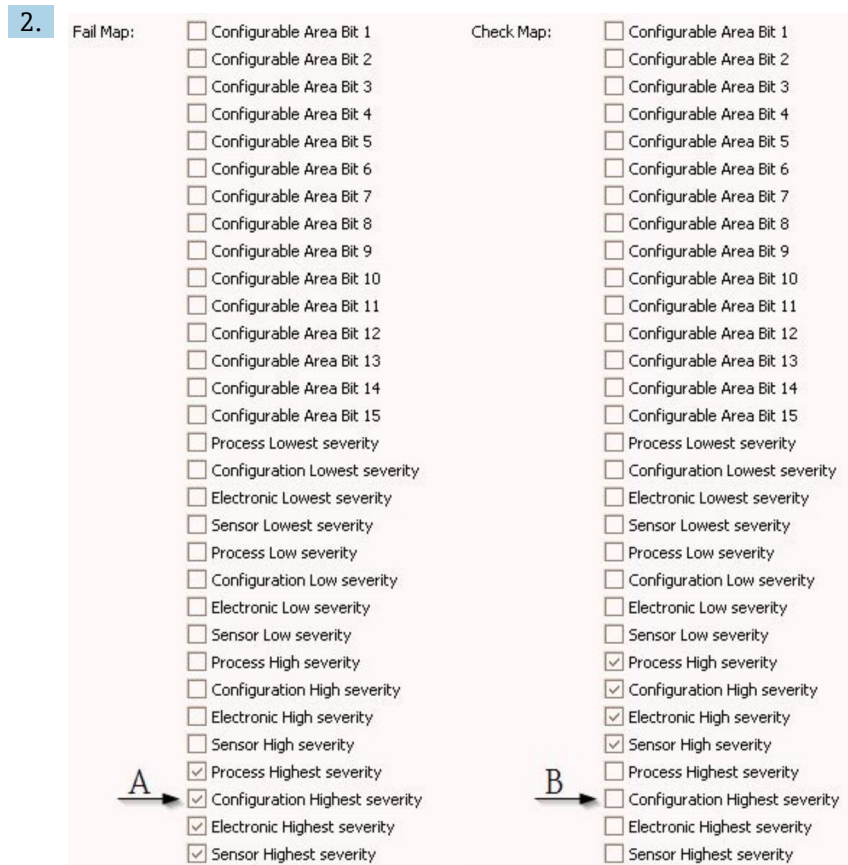 2.
Fail Map: Configurable Area Bit 1 Check Map: Configurable Area Bit 1
Configurable Area Bit 2 Configurable Area Bit 2
Configurable Area Bit 3 Configurable Area Bit 3
Configurable Area Bit 4 Configurable Area Bit 4
Configurable Area Bit 5 Configurable Area Bit 5
Configurable Area Bit 6 Configurable Area Bit 6
Configurable Area Bit 7 Configurable Area Bit 7
Configurable Area Bit 8 Configurable Area Bit 8
Configurable Area Bit 9 Configurable Area Bit 9
Configurable Area Bit 10 Configurable Area Bit 10
Configurable Area Bit 11 Configurable Area Bit 11
Configurable Area Bit 12 Configurable Area Bit 12
Configurable Area Bit 13 Configurable Area Bit 13
Configurable Area Bit 14 Configurable Area Bit 14
Configurable Area Bit 15 Configurable Area Bit 15
Process Lowest severity Process Lowest severity
Configuration Lowest severity Configuration Lowest severity
Electronic Lowest severity Electronic Lowest severity
Sensor Lowest severity Sensor Lowest severity
Process Low severity Process Low severity
Configuration Low severity Configuration Low severity
Electronic Low severity Electronic Low severity
Sensor Low severity Sensor Low severity
Process High severity Process High severity
Configuration High severity Configuration High severity
Electronic High severity Electronic High severity
Sensor High severity Sensor High severity
Process Highest severity Process Highest severity
A Configuration Highest severity B Configuration Highest severity
Electronic Highest severity Electronic Highest severity
Sensor Highest severity Sensor Highest severity